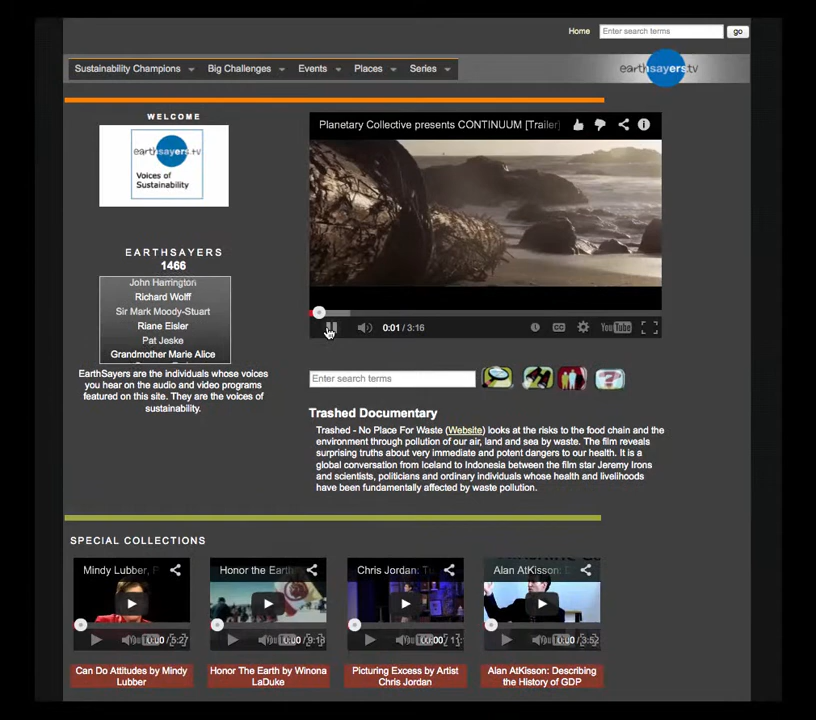 Home
Enter search terms
go
Sustainability Champions
Big Challenges
Events
Places
Series
earthsayers.tv
WELCOME
earthsayers.tv
Voices of
Sustainability
EARTHSAYERS
1466
John Harrington
Richard Wolff
Sir Mark Moody-Stuart
Riane Eisler
Pat Jeske
Grandmother Marie Alice
EarthSayers are the individuals whose voices
you hear on the audio and video programs
featured on this site. They are the voices of
sustainability.
Planetary Collective presents CONTINUUM [Trailer]
0:01 / 3:16
CC
YouTube
Enter search terms
Trashed Documentary
Trashed - No Place For Waste (Website) looks at the risks to the food chain and the
environment through pollution of our air, land and sea by waste. The film reveals
surprising truths about very immediate and potent dangers to our health. It is a
global conversation from Iceland to Indonesia between the film star Jeremy Irons
and scientists, politicians and ordinary individuals whose health and livelihoods
have been fundamentally affected by waste pollution.
SPECIAL COLLECTIONS
Mindy Lubber,
Honor the Earth
Chris Jordan:
Alan AtKisson:
0:00 / 5:27
0:00 / 9:18
0:00
0:00 / 3:52
Can Do Attitudes by Mindy
Lubber
Honor The Earth by Winona
LaDuke
Picturing Excess by Artist
Chris Jordan
Alan AtKisson: Describing
the History of GDP